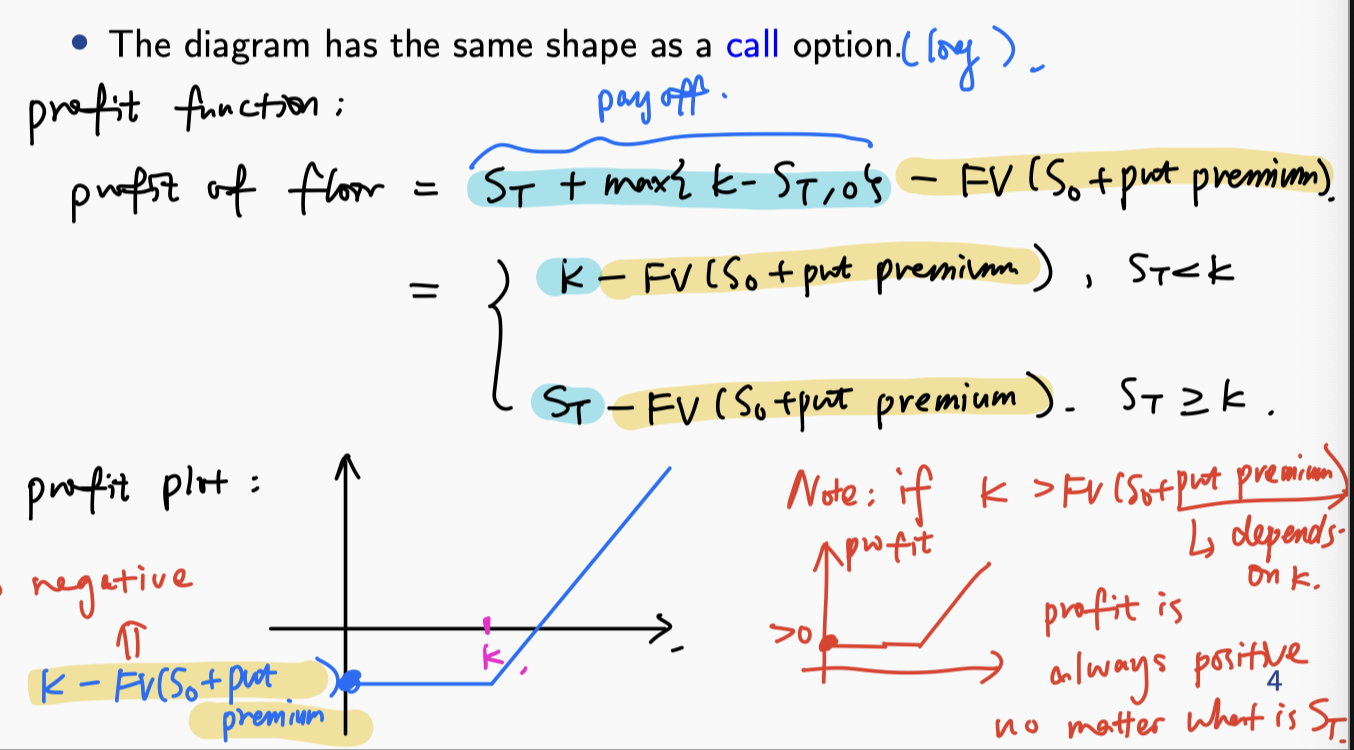 • The diagram has the same shape as a call option. (long).
profit function:
payoff.
profit of floor = S_T + max{k - S_T, 0} - FV(S_0 + put premium).
= { k - FV(S_0 + put premium), S_T < k
S_T - FV(S_0 + put premium). S_T ≥ k.
profit plot:
negative
⇑
k - FV(S_0 + put premium)
k.
Note: if k > FV(S_0 + put premium)
↳ depends on k.
profit
>0
profit is
always positive
no matter what is S_T.
4